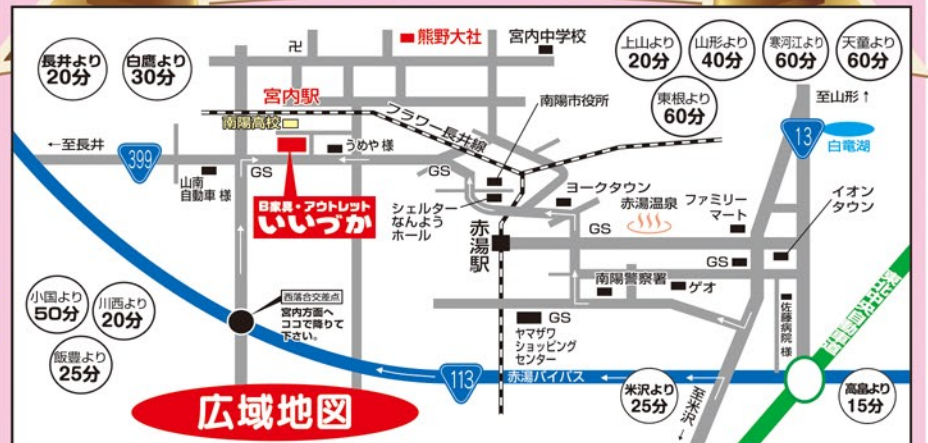 長井より
20分
白鷹より
30分
卍
熊野大社
宮内中学校
上山より
20分
山形より
40分
寒河江より
60分
天童より
60分
東根より
60分
至山形↑
宮内駅
フラワー長井線
南陽市役所
南陽高校
13
白竜湖
←至長井
399
うめや 様
GS
GS
山南
自動車 様
B家具・アウトレット
いいづか
シェルター
なんよう
ホール
ヨークタウン
赤湯温泉
ファミリー
マート
イオン
タウン
GS
赤湯駅
GS
南陽警察署
ゲオ
小国より
50分
川西より
20分
飯豊より
25分
西落合交差点
宮内方面へ
ココで降りて
下さい。
GS
ヤマザワ
ショッピング
センター
佐藤病院 様
113
赤湯バイパス
米沢より
25分
至米沢→
高畠より
15分
広域地図